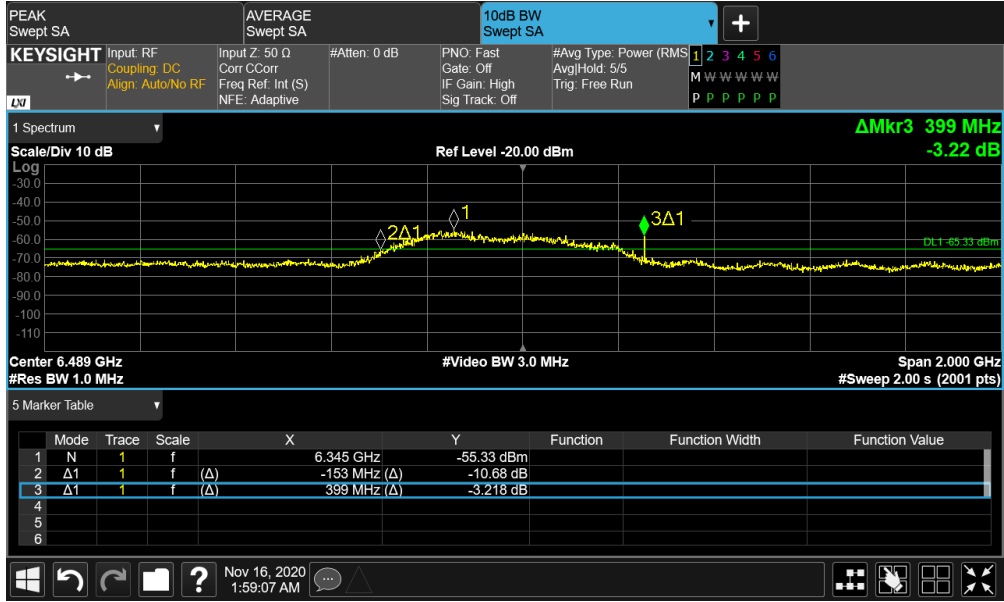 PEAK
Swept SA
AVERAGE
Swept SA
10dB BW
Swept SA
KEYSIGHT
Input: RF
Coupling: DC
Align: Auto/No RF
Input Z: 50 Ω
Corr CCorr
Freq Ref: Int (S)
NFE: Adaptive
#Atten: 0 dB
PNO: Fast
Gate: Off
IF Gain: High
Sig Track: Off
#Avg Type: Power (RMS
Avg|Hold: 5/5
Trig: Free Run
1 2 3 4 5 6
M W W W W W
P P P P P P
LXI
1 Spectrum
ΔMkr3 399 MHz
-3.22 dB
Scale/Div 10 dB
Ref Level -20.00 dBm
Log
-30.0
-40.0
-50.0
-60.0
-70.0
-80.0
-90.0
-100
-110
2Δ1
1
3Δ1
DL1 -65.33 dBm
Center 6.489 GHz
#Video BW 3.0 MHz
Span 2.000 GHz
#Res BW 1.0 MHz
#Sweep 2.00 s (2001 pts)
5 Marker Table
Mode Trace Scale X Y Function Function Width Function Value
1 N 1 f 6.345 GHz -55.33 dBm
2 Δ1 1 f (Δ) -153 MHz (Δ) -10.68 dB
3 Δ1 1 f (Δ) 399 MHz (Δ) -3.218 dB
4
5
6
?
Nov 16, 2020
1:59:07 AM